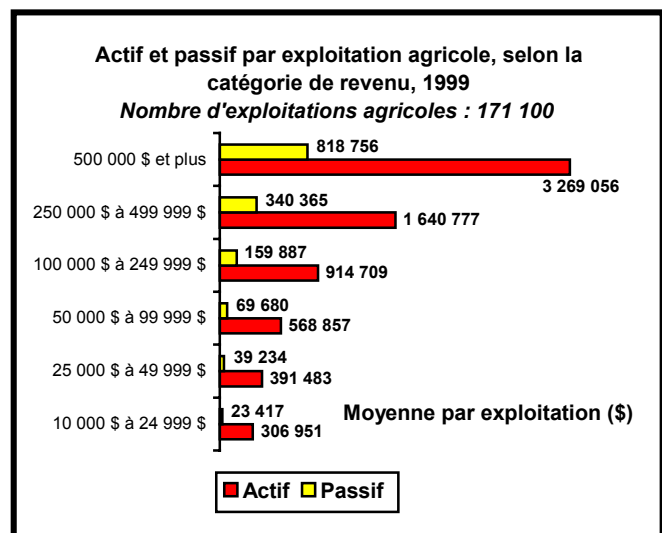 Actif et passif par exploitation agricole, selon la
catégorie de revenu, 1999
Nombre d'exploitations agricoles : 171 100
500 000 $ et plus
818 756
3 269 056
250 000 $ à 499 999 $
340 365
1 640 777
100 000 $ à 249 999 $
159 887
914 709
50 000 $ à 99 999 $
69 680
568 857
25 000 $ à 49 999 $
39 234
391 483
10 000 $ à 24 999 $
23 417
306 951
Moyenne par exploitation ($)
Actif Passif